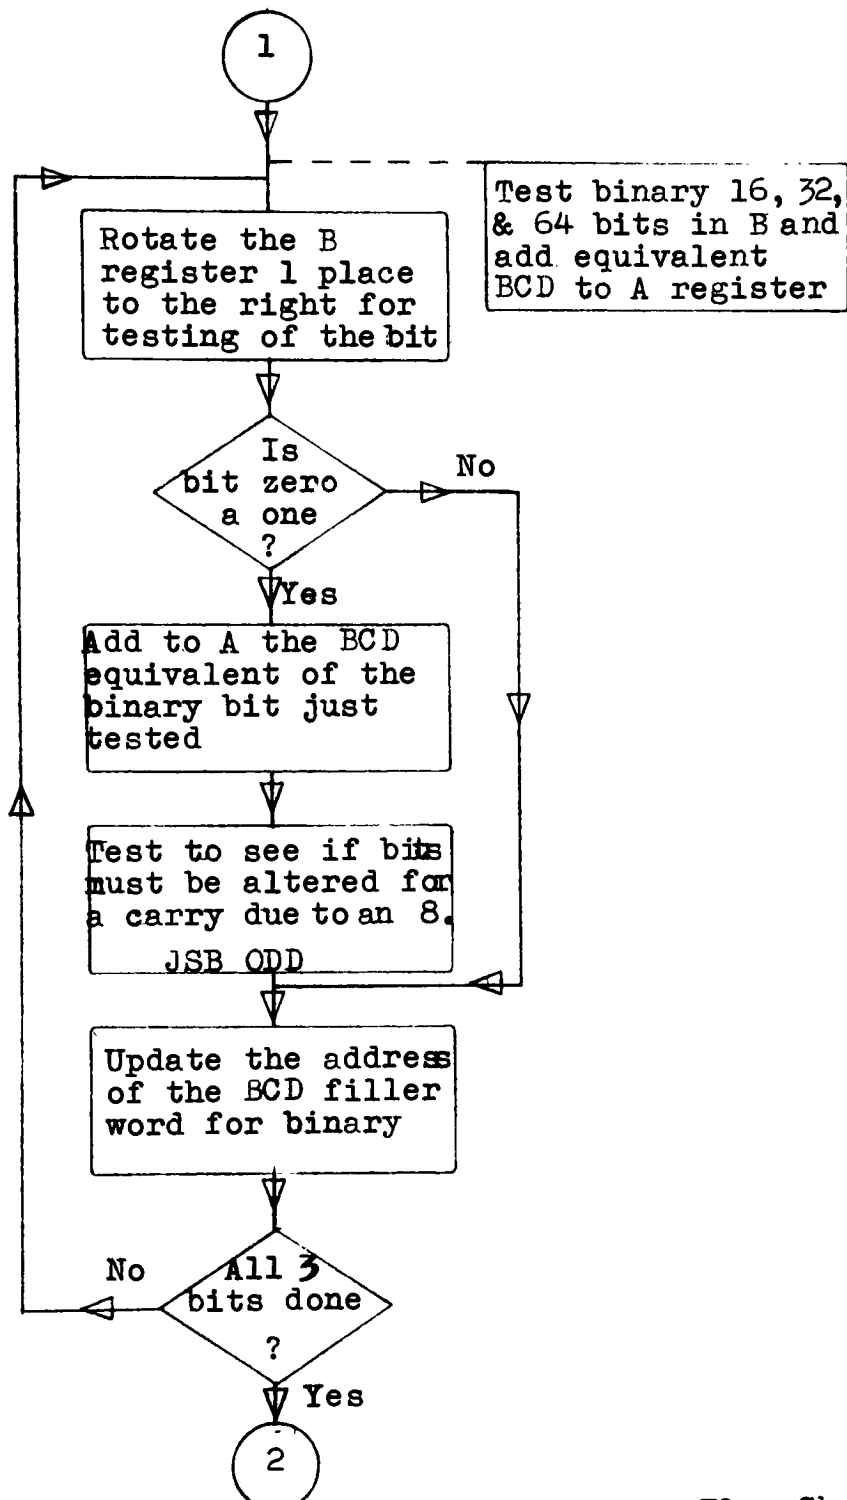 1
Test binary 16, 32,
& 64 bits in B and
add equivalent
BCD to A register
Rotate the B
register 1 place
to the right for
testing of the bit
Is
bit zero
a one
?
No
Yes
Add to A the BCD
equivalent of the
binary bit just
tested
Test to see if bits
must be altered for
a carry due to an 8.
JSB ODD
Update the address
of the BCD filler
word for binary
All 3
bits done
?
No
Yes
2